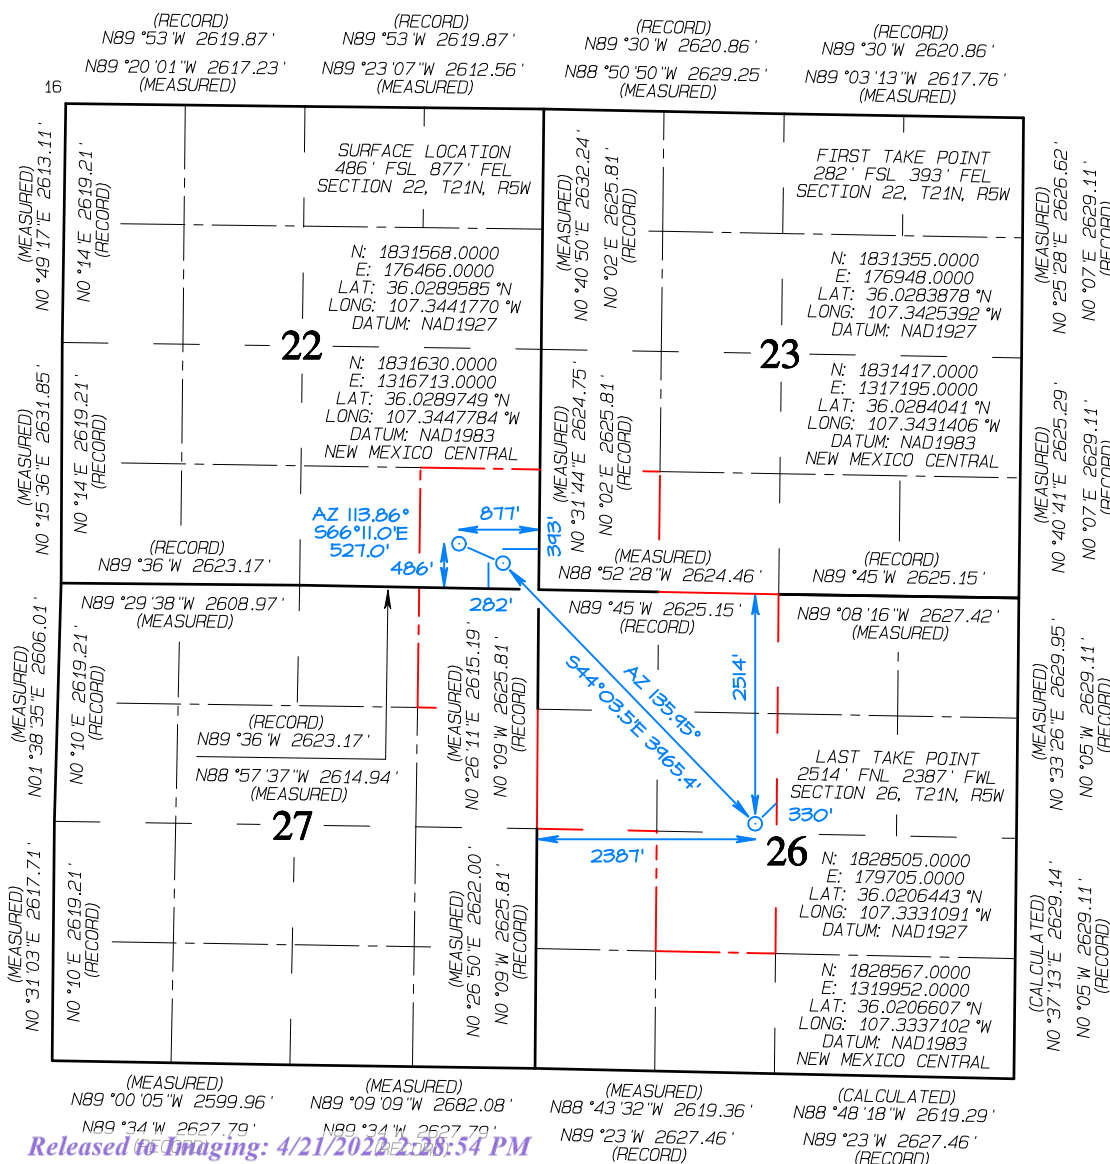 (RECORD)
N89°53'W 2619.87'
N89°20'01"W 2617.23'
(MEASURED)
(RECORD)
N89°53'W 2619.87'
N89°23'07"W 2612.56'
(MEASURED)
(RECORD)
N89°30'W 2620.86'
N88°50'50"W 2629.25'
(MEASURED)
(RECORD)
N89°30'W 2620.86'
N89°03'13"W 2617.76'
(MEASURED)
16
(MEASURED)
N0°49'17"E 2613.11'
N0°14'E 2619.21'
(RECORD)
SURFACE LOCATION
486' FSL 877' FEL
SECTION 22, T21N, R5W
N: 1831568.0000
E: 176466.0000
LAT: 36.0289585°N
LONG: 107.3441770°W
DATUM: NAD1927
22
N: 1831630.0000
E: 1316713.0000
LAT: 36.0289749°N
LONG: 107.3447784°W
DATUM: NAD1983
NEW MEXICO CENTRAL
(MEASURED)
N0°40'50"E 2632.24'
N0°02'E 2625.81'
(RECORD)
FIRST TAKE POINT
282' FSL 393' FEL
SECTION 22, T21N, R5W
N: 1831355.0000
E: 176948.0000
LAT: 36.0283878°N
LONG: 107.3425392°W
DATUM: NAD1927
23
N: 1831417.0000
E: 1317195.0000
LAT: 36.0284041°N
LONG: 107.3431406°W
DATUM: NAD1983
NEW MEXICO CENTRAL
(MEASURED)
N0°25'28"E 2626.62'
N0°07'E 2629.11'
(RECORD)
(MEASURED)
N0°15'36"E 2631.85'
N0°14'E 2619.21'
(RECORD)
(MEASURED)
N0°31'44"E 2624.75'
N0°02'E 2625.81'
(RECORD)
(MEASURED)
N0°40'41"E 2625.29'
N0°07'E 2629.11'
(RECORD)
AZ 113.86°
S66°11.0'E
527.0'
877'
393'
486'
282'
(RECORD)
N89°36'W 2623.17'
N89°29'38"W 2608.97'
(MEASURED)
(MEASURED)
N88°52'28"W 2624.46'
N89°45'W 2625.15'
(RECORD)
(RECORD)
N89°45'W 2625.15'
N89°08'16"W 2627.42'
(MEASURED)
(MEASURED)
N01°38'35"E 2606.01'
N0°10'E 2619.21'
(RECORD)
(RECORD)
N89°36'W 2623.17'
N88°57'37"W 2614.94'
(MEASURED)
27
(MEASURED)
N0°26'11"E 2615.19'
N0°09'W 2625.81'
(RECORD)
AZ 135.95°
S44°03.5'E 3965.4'
2514'
LAST TAKE POINT
2514' FNL 2387' FWL
SECTION 26, T21N, R5W
330'
2387'
26
N: 1828505.0000
E: 179705.0000
LAT: 36.0206443°N
LONG: 107.3331091°W
DATUM: NAD1927
N: 1828567.0000
E: 1319952.0000
LAT: 36.0206607°N
LONG: 107.3337102°W
DATUM: NAD1983
NEW MEXICO CENTRAL
(MEASURED)
N0°33'26"E 2629.95'
N0°05'W 2629.11'
(RECORD)
(MEASURED)
N0°31'03"E 2617.71'
N0°10'E 2619.21'
(RECORD)
(MEASURED)
N0°26'50"E 2622.00'
N0°09'W 2625.81'
(RECORD)
(CALCULATED)
N0°37'13"E 2629.14'
N0°05'W 2629.11'
(RECORD)
(MEASURED)
N89°00'05"W 2599.96'
N89°34'W 2627.79'
(RECORD)
(MEASURED)
N89°09'09"W 2682.08'
N89°34'W 2627.79'
(RECORD)
(MEASURED)
N88°43'32"W 2619.36'
N89°23'W 2627.46'
(RECORD)
(CALCULATED)
N88°48'18"W 2619.29'
N89°23'W 2627.46'
(RECORD)
Released to Imaging: 4/21/2022 2:28:54 PM